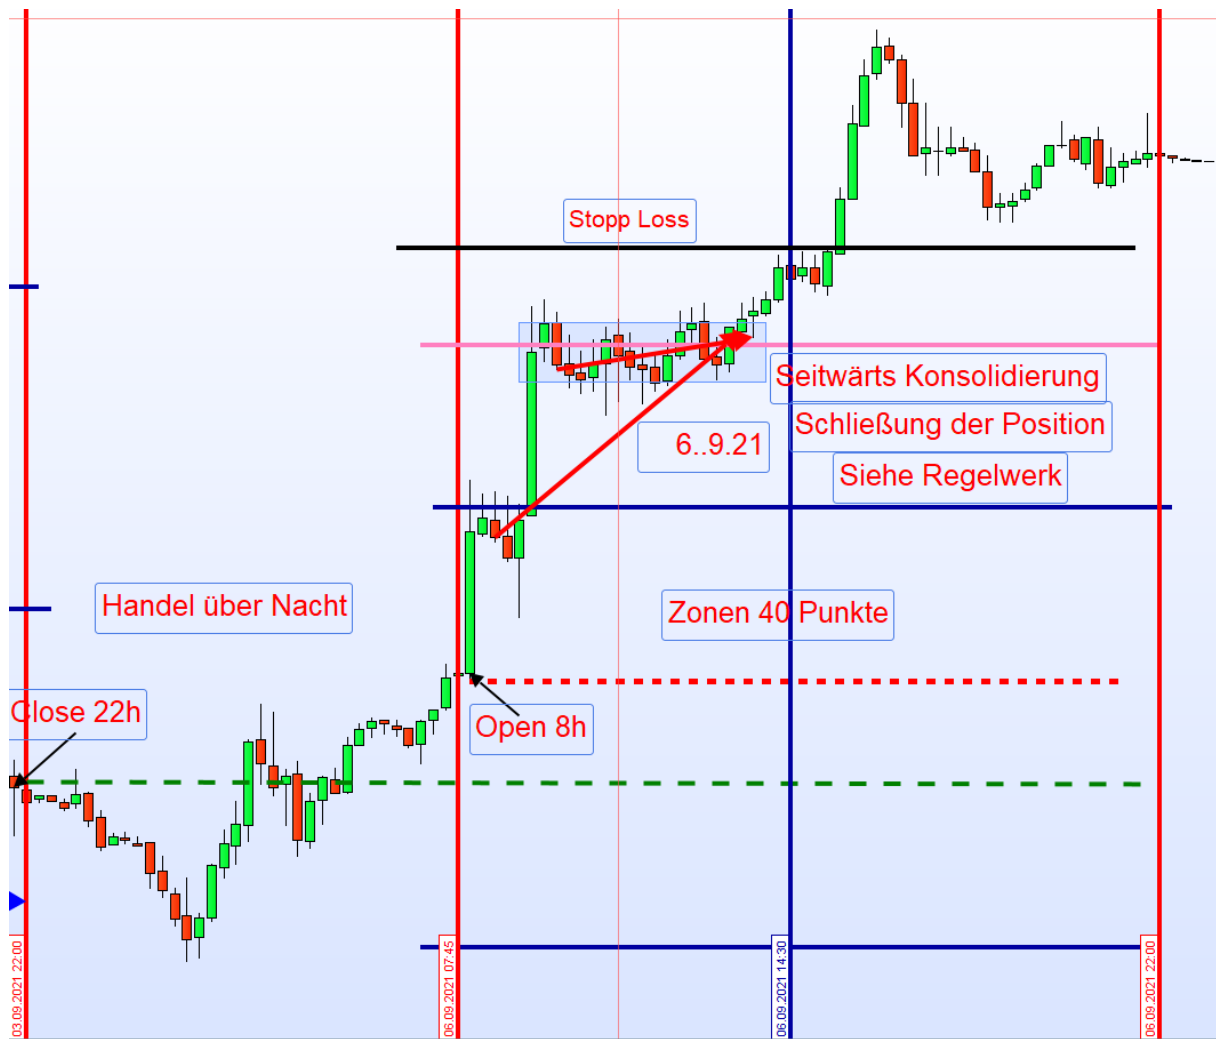 Stopp Loss
Seitwärts Konsolidierung
Schließung der Position
6..9.21
Siehe Regelwerk
Handel über Nacht
Zonen 40 Punkte
Close 22h
Open 8h
03.09.2021 22:00
06.09.2021 07:45
06.09.2021 14:30
06.09.2021 22:00